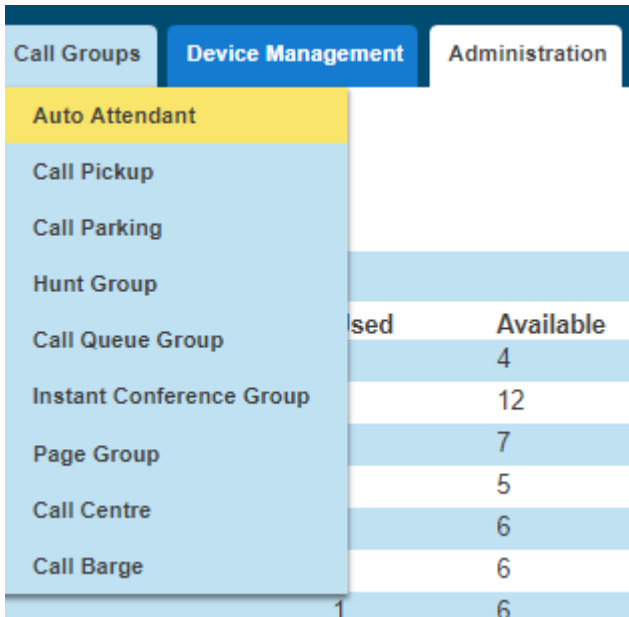 Call Groups Device Management Administration
Auto Attendant
Call Pickup
Call Parking
Hunt Group
Call Queue Group
Instant Conference Group
Page Group
Call Centre
Call Barge
Available
4
12
7
5
6
6
1 6